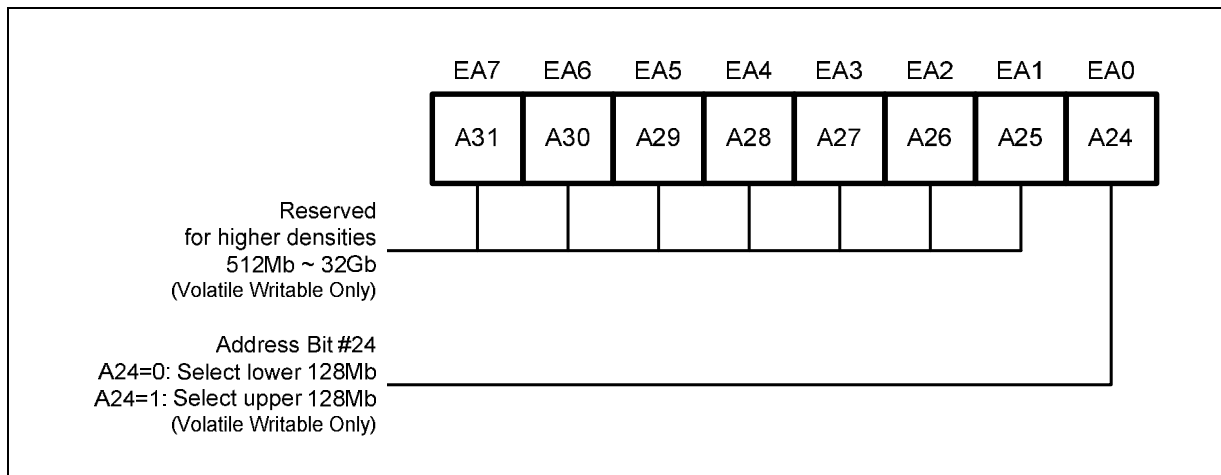 EA7 EA6 EA5 EA4 EA3 EA2 EA1 EA0
A31 A30 A29 A28 A27 A26 A25 A24
Reserved
for higher densities
512Mb ~ 32Gb
(Volatile Writable Only)
Address Bit #24
A24=0: Select lower 128Mb
A24=1: Select upper 128Mb
(Volatile Writable Only)